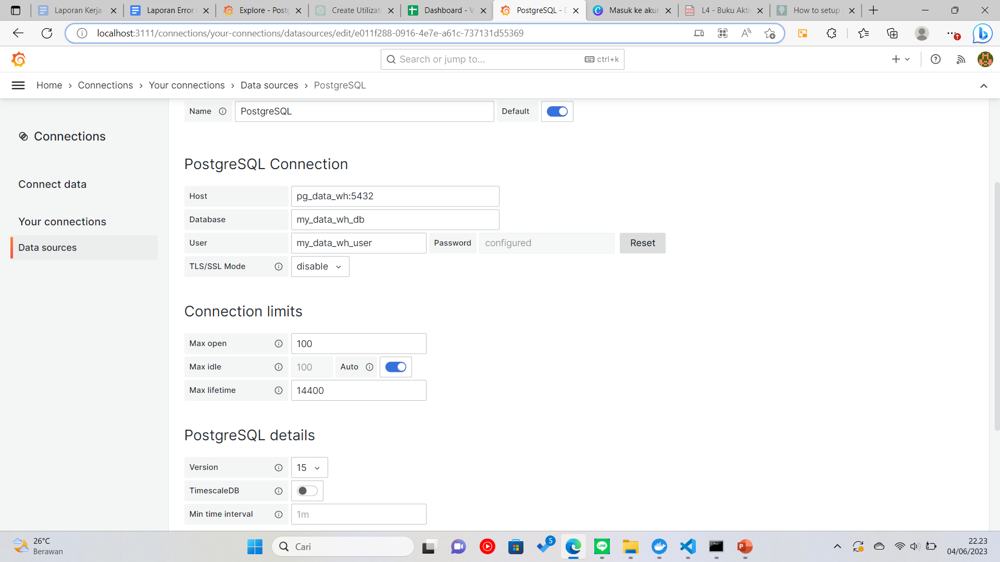 Laporan Kerja
Laporan Error
Explore - Postg
Create Utilizati
Dashboard - V
PostgreSQL - D
Masuk ke akun
L4 - Buku Akti
How to setup
localhost:3111/connections/your-connections/datasources/edit/e011f288-0916-4e7e-a61c-737131d55369
Search or jump to...
ctrl+k
Home › Connections › Your connections › Data sources › PostgreSQL
Name
PostgreSQL
Default
Connections
Connect data
Your connections
Data sources
PostgreSQL Connection
Host
pg_data_wh:5432
Database
my_data_wh_db
User
my_data_wh_user
Password
configured
Reset
TLS/SSL Mode
disable
Connection limits
Max open
100
Max idle
100
Auto
Max lifetime
14400
PostgreSQL details
Version
15
TimescaleDB
Min time interval
1m
26°C
Berawan
Cari
5
LINE
22.23
04/06/2023